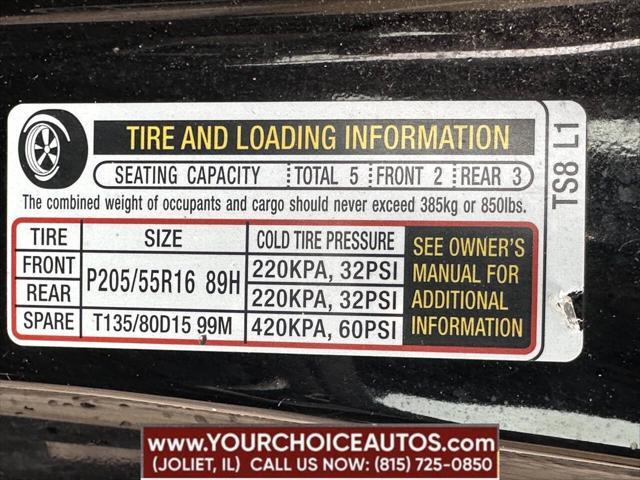 TIRE AND LOADING INFORMATION
SEATING CAPACITY TOTAL 5 FRONT 2 REAR 3
The combined weight of occupants and cargo should never exceed 385kg or 850lbs.
TIRE SIZE COLD TIRE PRESSURE
FRONT P205/55R16 89H 220KPA, 32PSI
REAR 220KPA, 32PSI
SPARE T135/80D15 99M 420KPA, 60PSI
SEE OWNER'S
MANUAL FOR
ADDITIONAL
INFORMATION
TS8 L1
WWW.YOURCHOICEAUTOS.COM
(JOLIET, IL) CALL US NOW: (815) 725-0850